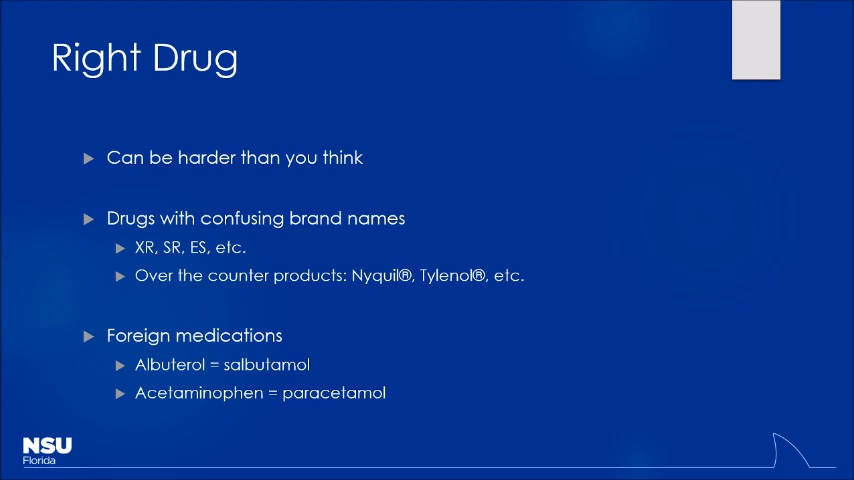 Right Drug
Can be harder than you think
Drugs with confusing brand names
XR, SR, ES, etc.
Over the counter products: Nyquil®, Tylenol®, etc.
Foreign medications
Albuterol = salbutamol
Acetaminophen = paracetamol
NSU
Florida